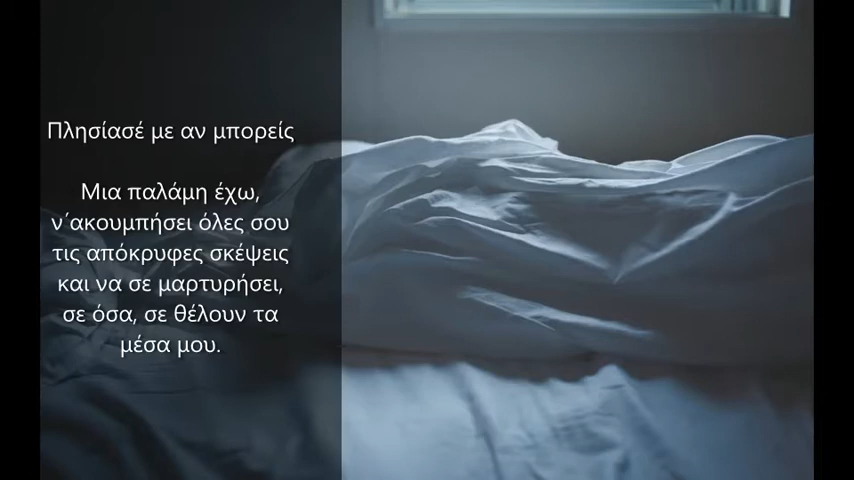 Πλησίασέ με αν μπορείς
Μια παλάμη έχω,
ν΄ακουμπήσει όλες σου
τις απόκρυφες σκέψεις
και να σε μαρτυρήσει,
σε όσα, σε θέλουν τα
μέσα μου.